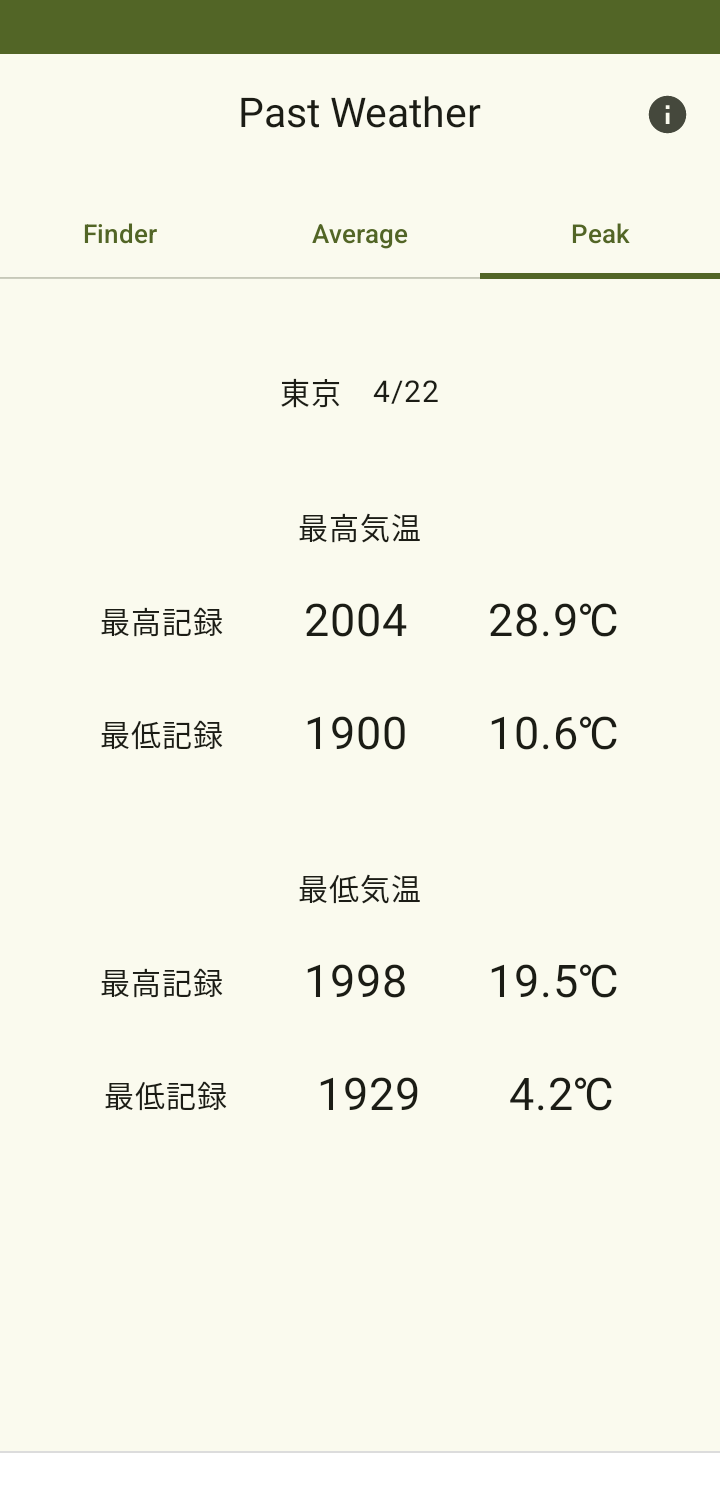 Past Weather
Finder Average Peak
東京 4/22
最高気温
最高記録 2004 28.9℃
最低記録 1900 10.6℃
最低気温
最高記録 1998 19.5℃
最低記録 1929 4.2℃